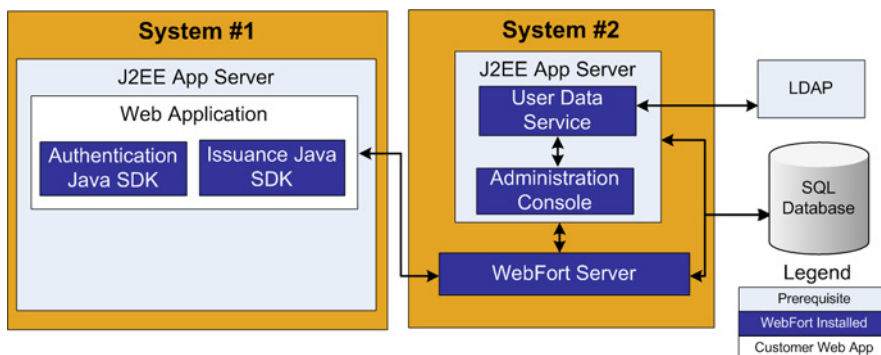 System #1
J2EE App Server
Web Application
Authentication
Java SDK
Issuance Java
SDK
System #2
J2EE App Server
User Data
Service
Administration
Console
WebFort Server
LDAP
SQL
Database
Legend
Prerequisite
WebFort Installed
Customer Web App